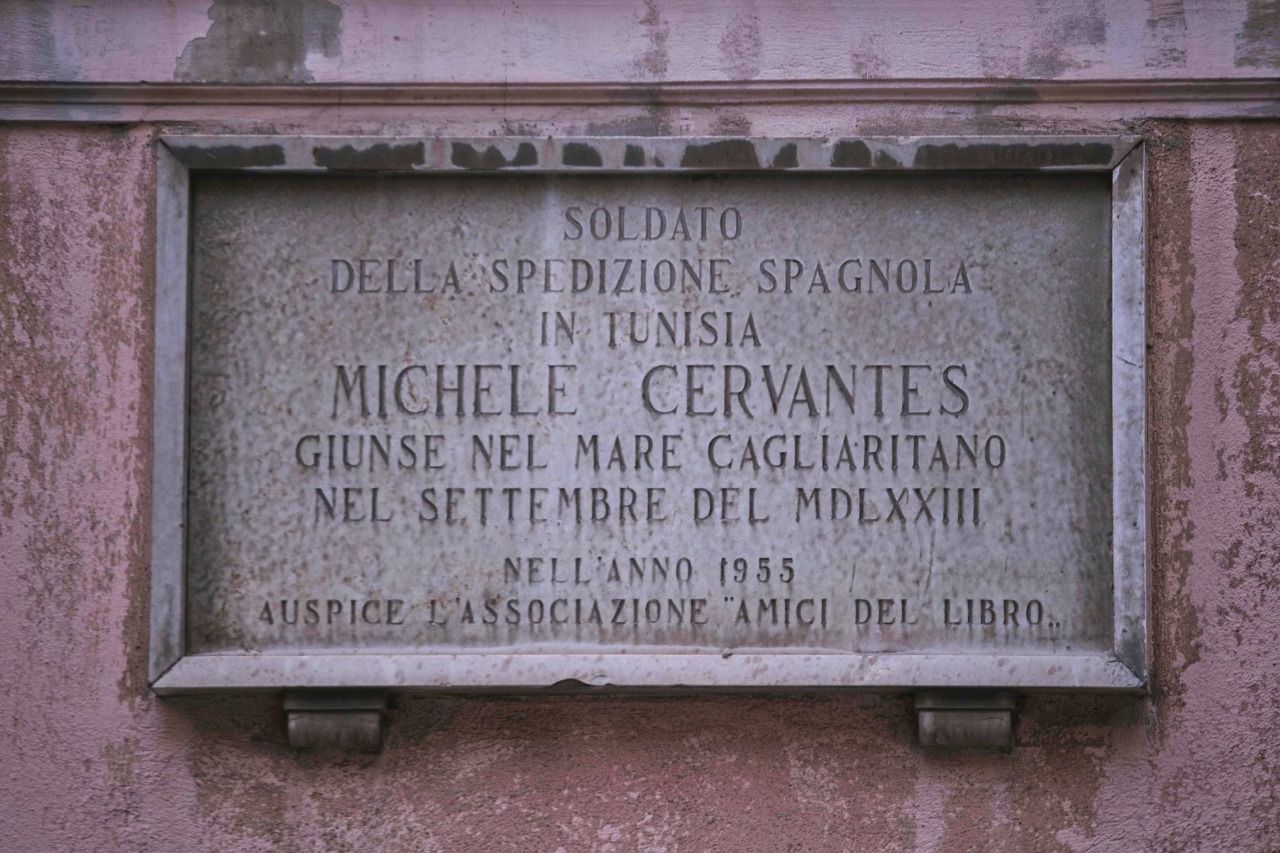 SOLDATO
DELLA SPEDIZIONE SPAGNOLA
IN TUNISIA
MICHELE CERVANTES
GIUNSE NEL MARE CAGLIARITANO
NEL SETTEMBRE DEL MDLXXIII
NELL'ANNO 1955
AUSPICE L'ASSOCIAZIONE "AMICI DEL LIBRO„